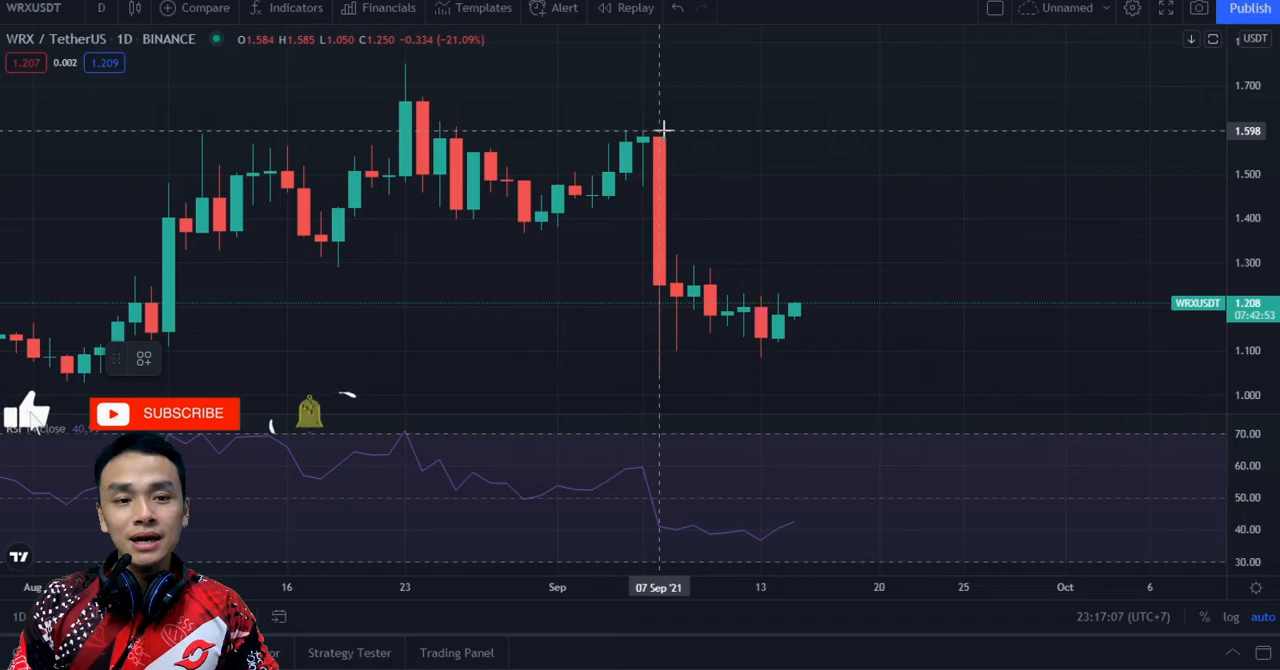 WRXUSDT D Compare Indicators Financials Templates Alert Replay Unnamed Publish
WRX / TetherUS · 1D · BINANCE O1.584 H1.585 L1.050 C1.250 −0.334 (−21.09%)
USDT
1.207 0.002 1.209
1.700
1.598
1.500
1.400
1.300
WRXUSDT 1.208
07:42:53
1.100
1.000
SUBSCRIBE
close 40,
70.00
60.00
50.00
40.00
30.00
Aug 16 23 Sep 07 Sep '21 13 20 25 Oct 6
1D 23:17:07 (UTC+7) % log auto
Strategy Tester Trading Panel